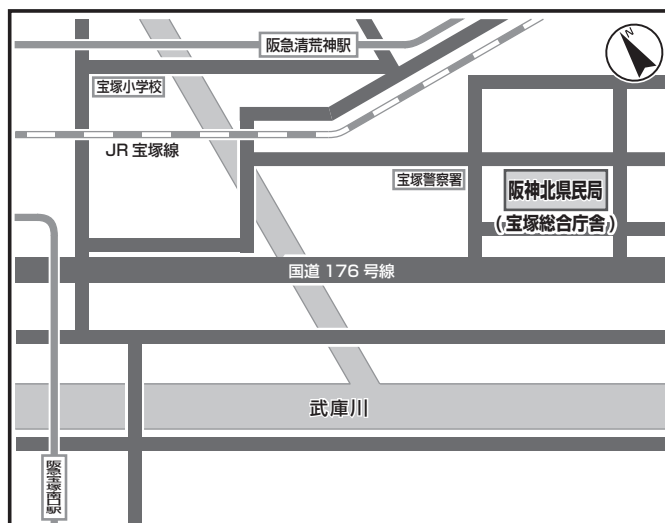 阪急清荒神駅
N
宝塚小学校
JR 宝塚線
宝塚警察署
阪神北県民局
(宝塚総合庁舎)
国道 176 号線
武庫川
阪急宝塚南口駅